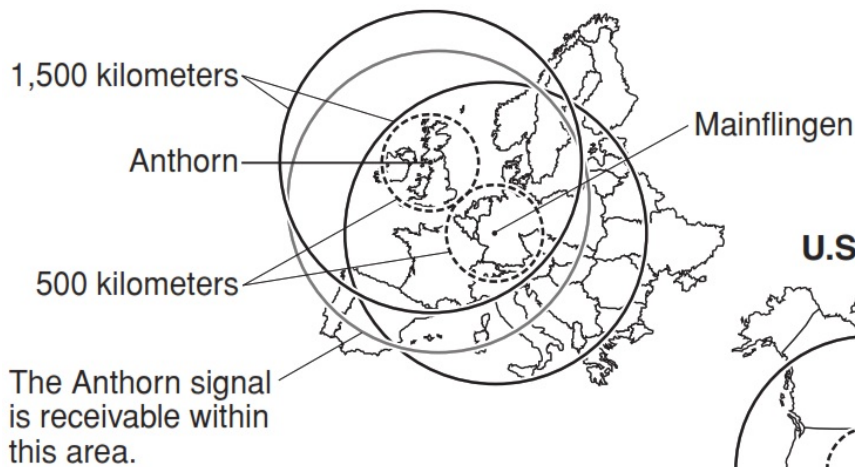 1,500 kilometers
Anthorn
Mainflingen
U.S
500 kilometers
The Anthorn signal
is receivable within
this area.